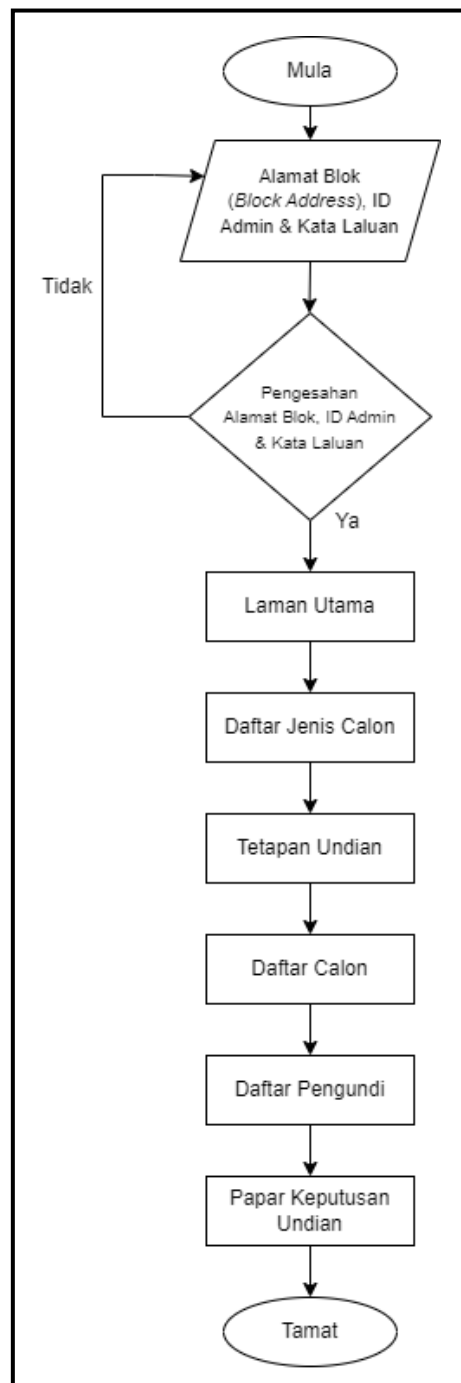 Mula
Alamat Blok
(Block Address), ID
Admin & Kata Laluan
Tidak
Pengesahan
Alamat Blok, ID Admin
& Kata Laluan
Ya
Laman Utama
Daftar Jenis Calon
Tetapan Undian
Daftar Calon
Daftar Pengundi
Papar Keputusan
Undian
Tamat